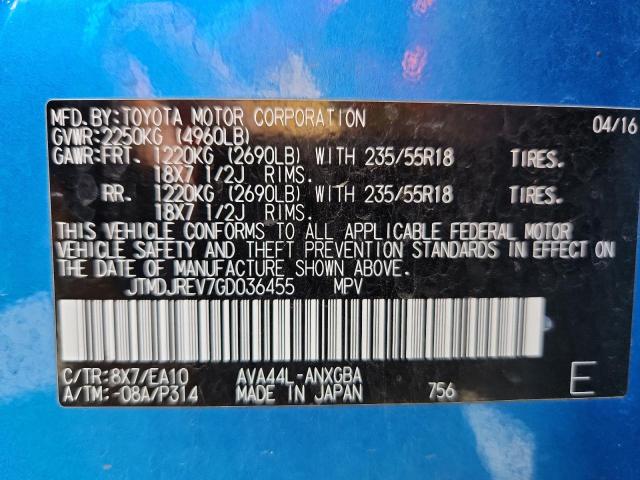 MFD. BY: TOYOTA MOTOR CORPORATION 04/16
GVWR: 2250KG (4960LB)
GAWR: FRT. 1220KG (2690LB) WITH 235/55R18 TIRES.
18X7 1/2J RIMS.
RR. 1220KG (2690LB) WITH 235/55R18 TIRES.
18X7 1/2J RIMS.
THIS VEHICLE CONFORMS TO ALL APPLICABLE FEDERAL MOTOR
VEHICLE SAFETY AND THEFT PREVENTION STANDARDS IN EFFECT ON
THE DATE OF MANUFACTURE SHOWN ABOVE.
JTMDJREV7GD036455 MPV
C/TR: 8X7/EA10 AVA44L-ANXGBA
A/TM: -08A/P314 MADE IN JAPAN 756 E